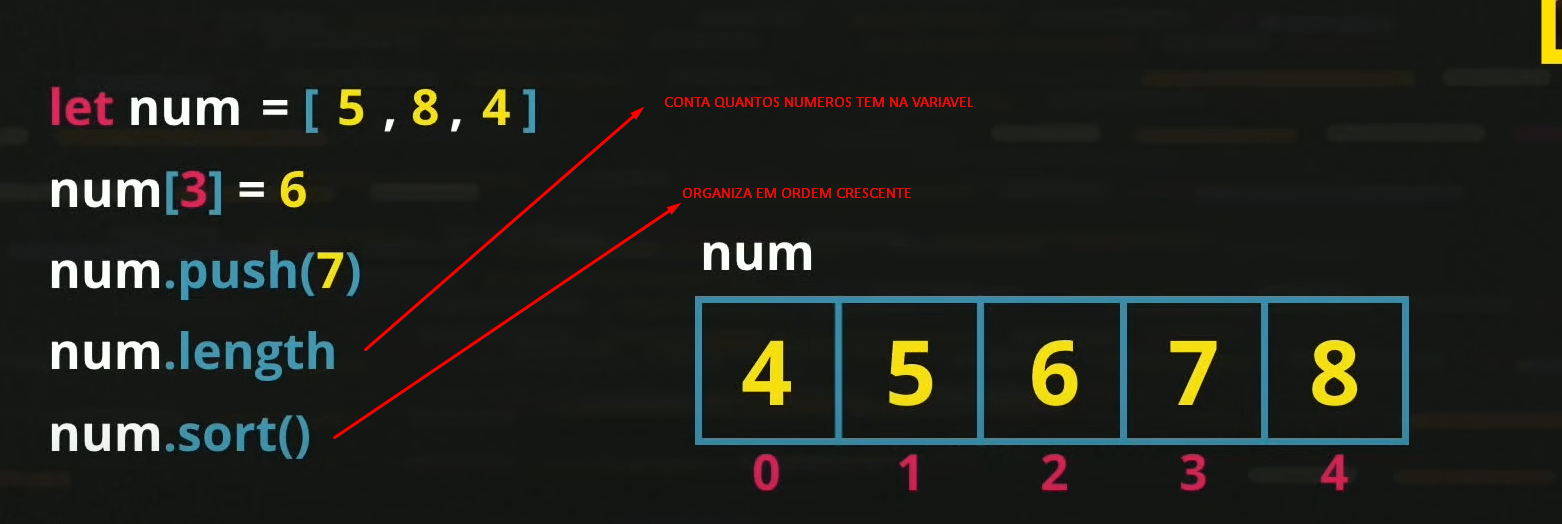 let num = [ 5 , 8 , 4 ]
CONTA QUANTOS NUMEROS TEM NA VARIAVEL
num[3] = 6
ORGANIZA EM ORDEM CRESCENTE
num.push(7)
num.length
num.sort()
num
4 5 6 7 8
0 1 2 3 4